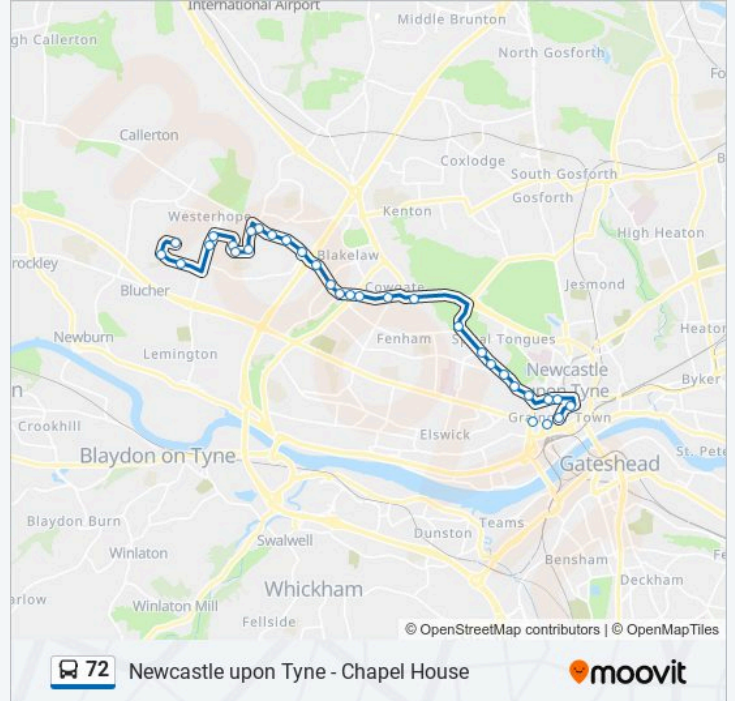 International Airport
Middle Brunton
gh Callerton
North Gosforth
Fo
Callerton
Coxlodge
South Gosforth
Gosforth
Kenton
Westerhope
High Heaton
Blakelaw
rockley
Blucher
Cowgate
Jesmond
Newburn
Fenham
Spital Tongues
Heaton
Lemington
Newcastle
upon Tyne
Byker
n
Grainger Town
Crookhill
Elswick
Blaydon on Tyne
St. Pete
Gateshead
Blaydon Burn
Teams
Dunston
Swalwell
Winlaton
Bensham
Fe
Whickham
Deckham
arlow
Winlaton Mill
Fellside
© OpenStreetMap contributors | © OpenMapTiles
72 Newcastle upon Tyne - Chapel House
moovit